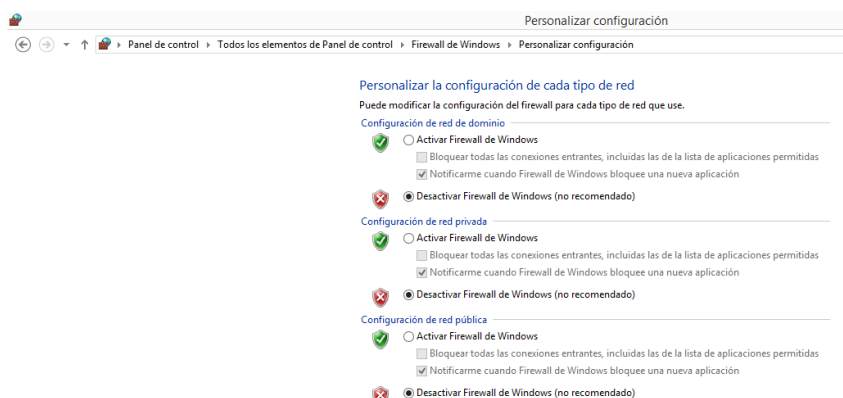 Personalizar configuración
Panel de control Todos los elementos de Panel de control Firewall de Windows Personalizar configuración
Personalizar la configuración de cada tipo de red
Puede modificar la configuración del firewall para cada tipo de red que use.
Configuración de red de dominio
Activar Firewall de Windows
Bloquear todas las conexiones entrantes, incluidas las de la lista de aplicaciones permitidas
Notificarme cuando Firewall de Windows bloquee una nueva aplicación
Desactivar Firewall de Windows (no recomendado)
Configuración de red privada
Activar Firewall de Windows
Bloquear todas las conexiones entrantes, incluidas las de la lista de aplicaciones permitidas
Notificarme cuando Firewall de Windows bloquee una nueva aplicación
Desactivar Firewall de Windows (no recomendado)
Configuración de red pública
Activar Firewall de Windows
Bloquear todas las conexiones entrantes, incluidas las de la lista de aplicaciones permitidas
Notificarme cuando Firewall de Windows bloquee una nueva aplicación
Desactivar Firewall de Windows (no recomendado)